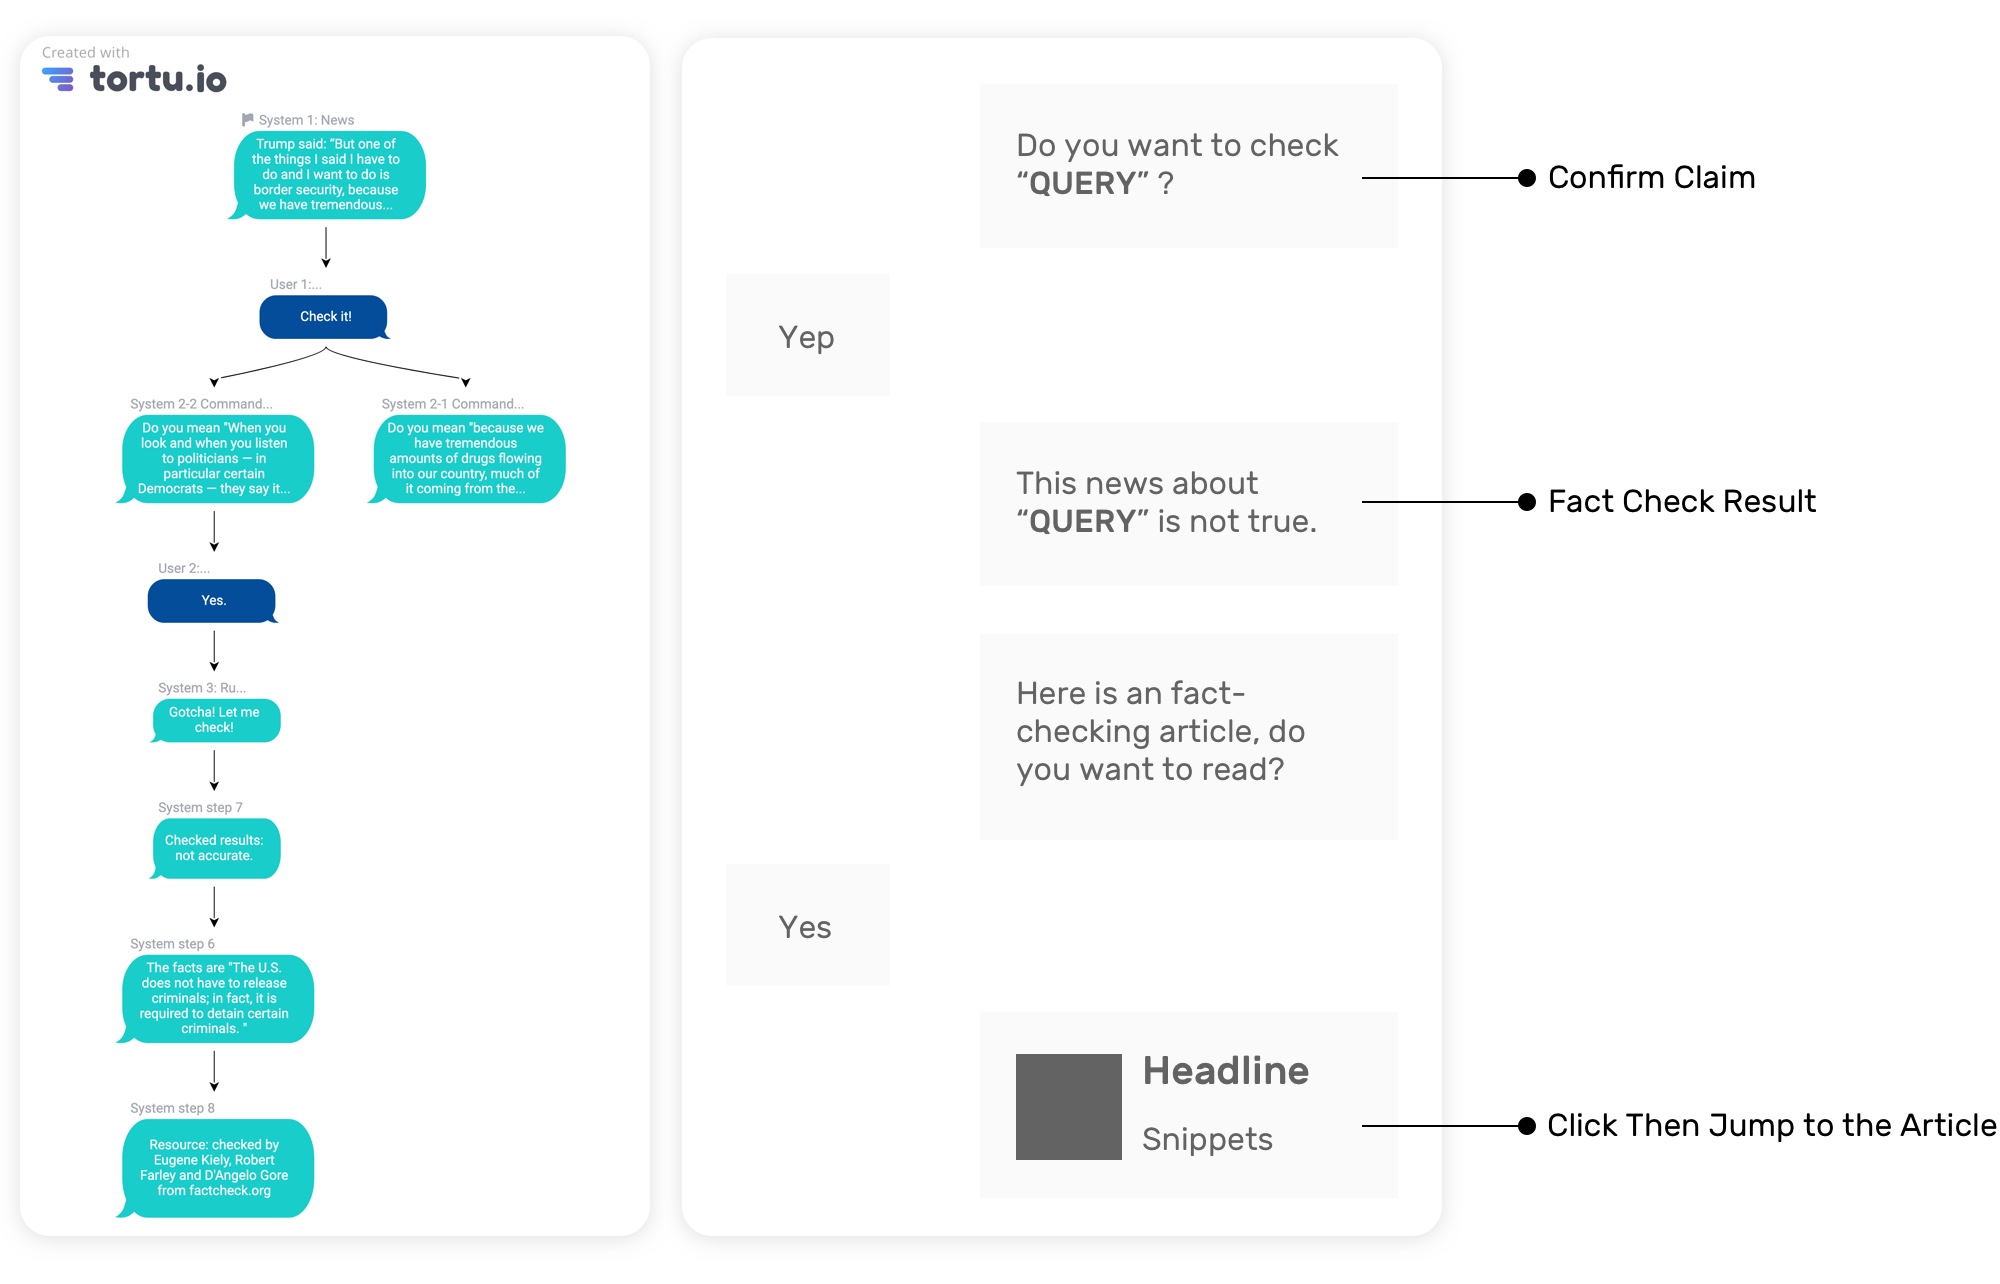 Created with
tortu.io
System 1: News
Trump said: "But one of
the things I said I have to
do and I want to do is
border security, because
we have tremendous...
User 1:...
Check it!
System 2-2 Command...
Do you mean "When you
look and when you listen
to politicians — in
particular certain
Democrats — they say it...
System 2-1 Command...
Do you mean "because we
have tremendous
amounts of drugs flowing
into our country, much of
it coming from the...
User 2:...
Yes.
System 3: Ru...
Gotcha! Let me
check!
System step 7
Checked results:
not accurate.
System step 6
The facts are "The U.S.
does not have to release
criminals; in fact, it is
required to detain certain
criminals. "
System step 8
Resource: checked by
Eugene Kiely, Robert
Farley and D'Angelo Gore
from factcheck.org
Do you want to check
“QUERY” ?
Confirm Claim
Yep
This news about
“QUERY” is not true.
Fact Check Result
Here is an fact-
checking article, do
you want to read?
Yes
Headline
Snippets
Click Then Jump to the Article